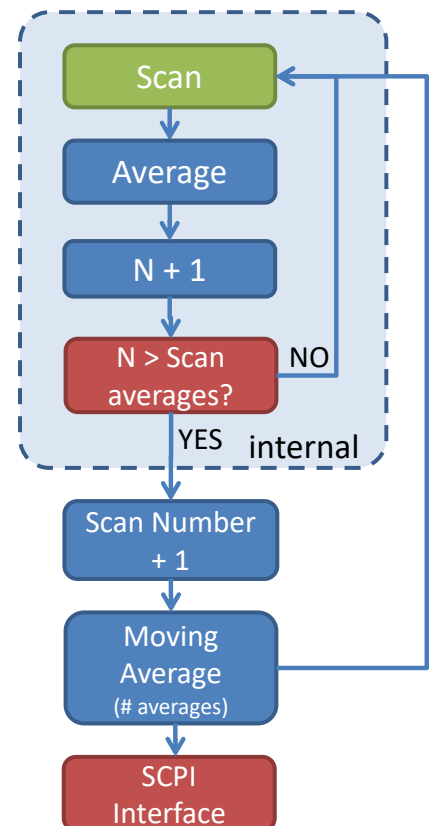 Scan
Average
N + 1
N > Scan
averages?
NO
YES
internal
Scan Number
+ 1
Moving
Average
(# averages)
SCPI
Interface